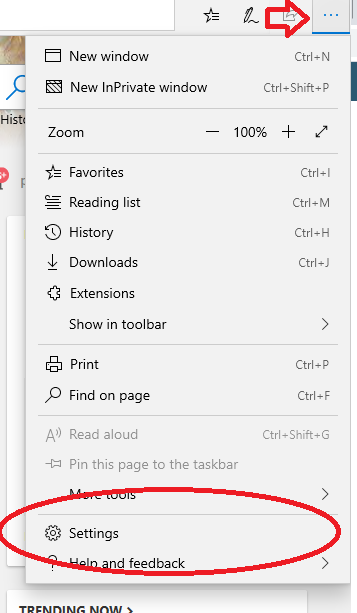 New window Ctrl+N
New InPrivate window Ctrl+Shift+P
Zoom 100%
Histo
Favorites Ctrl+I
Reading list Ctrl+M
History Ctrl+H
Downloads Ctrl+J
Extensions
Show in toolbar
Print Ctrl+P
Find on page Ctrl+F
Read aloud Ctrl+Shift+G
Pin this page to the taskbar
More tools
Settings
Help and feedback
TRENDING NOW >